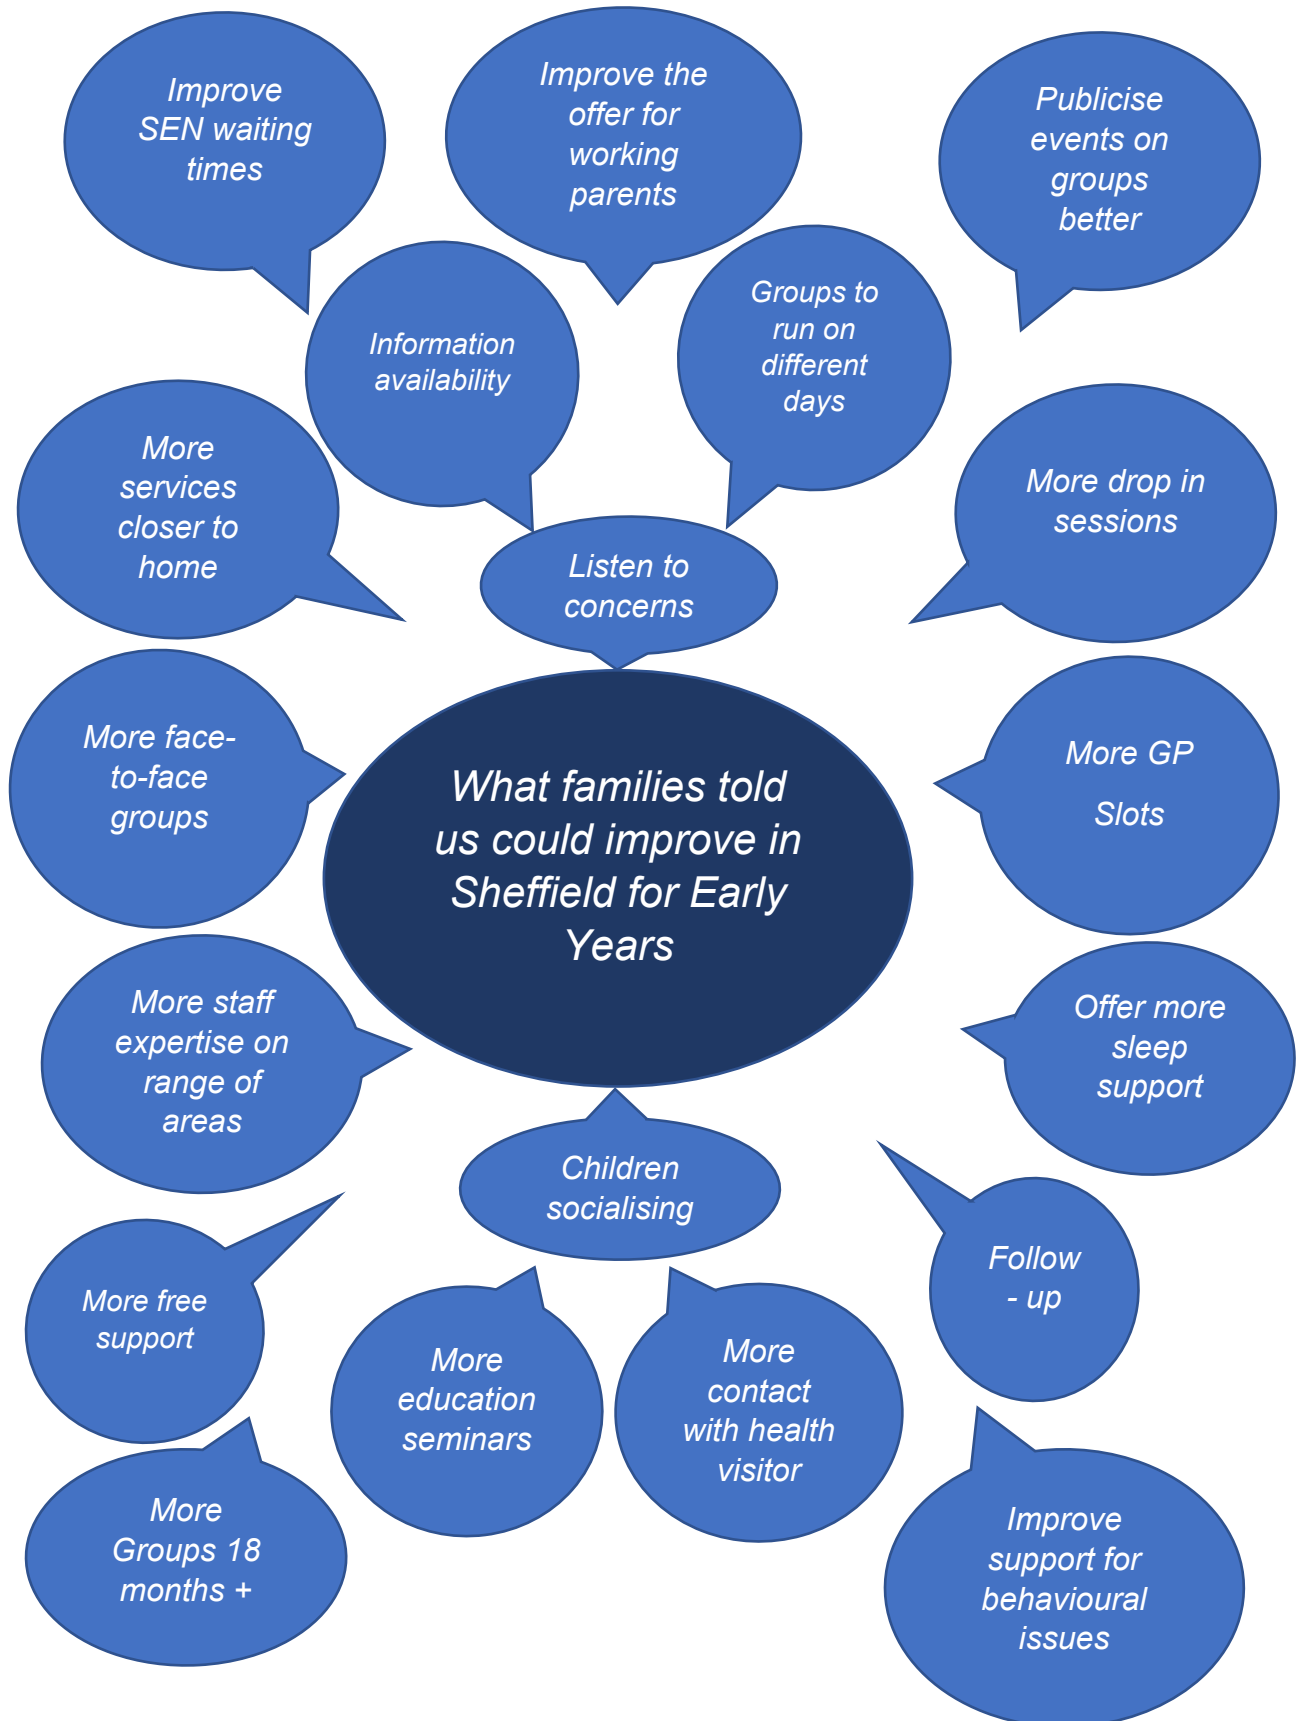 Improve
SEN waiting
times
Improve the
offer for
working
parents
Publicise
events on
groups
better
Information
availability
Groups to
run on
different
days
More
services
closer to
home
More drop in
sessions
Listen to
concerns
More face-
to-face
groups
What families told
us could improve in
Sheffield for Early
Years
More GP
Slots
More staff
expertise on
range of
areas
Offer more
sleep
support
Children
socialising
More free
support
Follow
- up
More
education
seminars
More
contact
with health
visitor
More
Groups 18
months +
Improve
support for
behavioural
issues